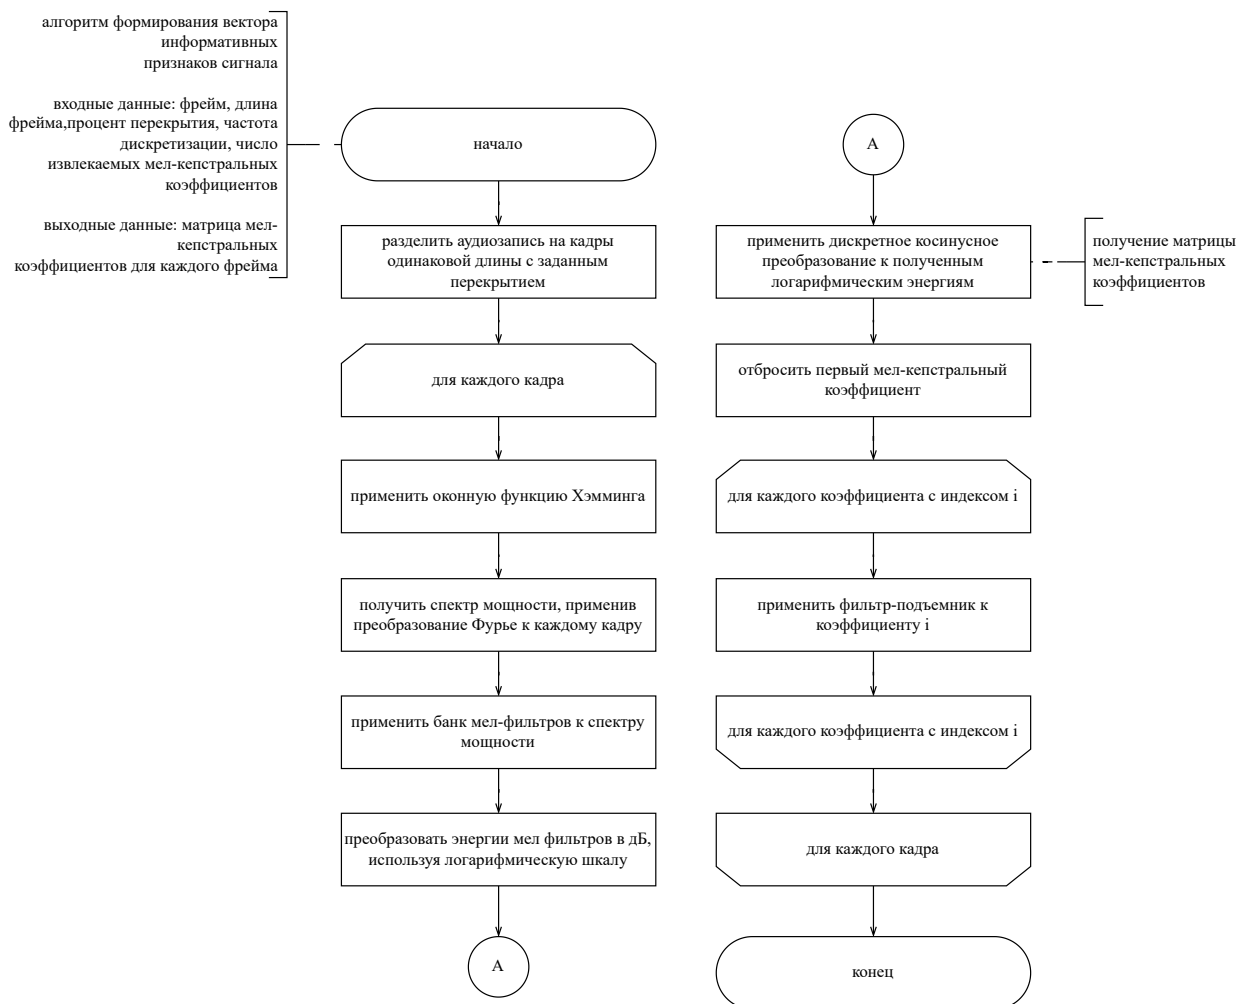 алгоритм формирования вектора
информативных
признаков сигнала
входные данные: фрейм, длина
фрейма,процент перекрытия, частота
дискретизации, число
извлекаемых мел-кепстральных
коэффициентов
выходные данные: матрица мел-
кепстральных
коэффициентов для каждого фрейма
начало
разделить аудиозапись на кадры
одинаковой длины с заданным
перекрытием
для каждого кадра
применить оконную функцию Хэмминга
получить спектр мощности, применив
преобразование Фурье к каждому кадру
применить банк мел-фильтров к спектру
мощности
преобразовать энергии мел фильтров в дБ,
используя логарифмическую шкалу
А
А
применить дискретное косинусное
преобразование к полученным
логарифмическим энергиям
получение матрицы
мел-кепстральных
коэффициентов
отбросить первый мел-кепстральный
коэффициент
для каждого коэффициента с индексом i
применить фильтр-подъемник к
коэффициенту i
для каждого коэффициента с индексом i
для каждого кадра
конец